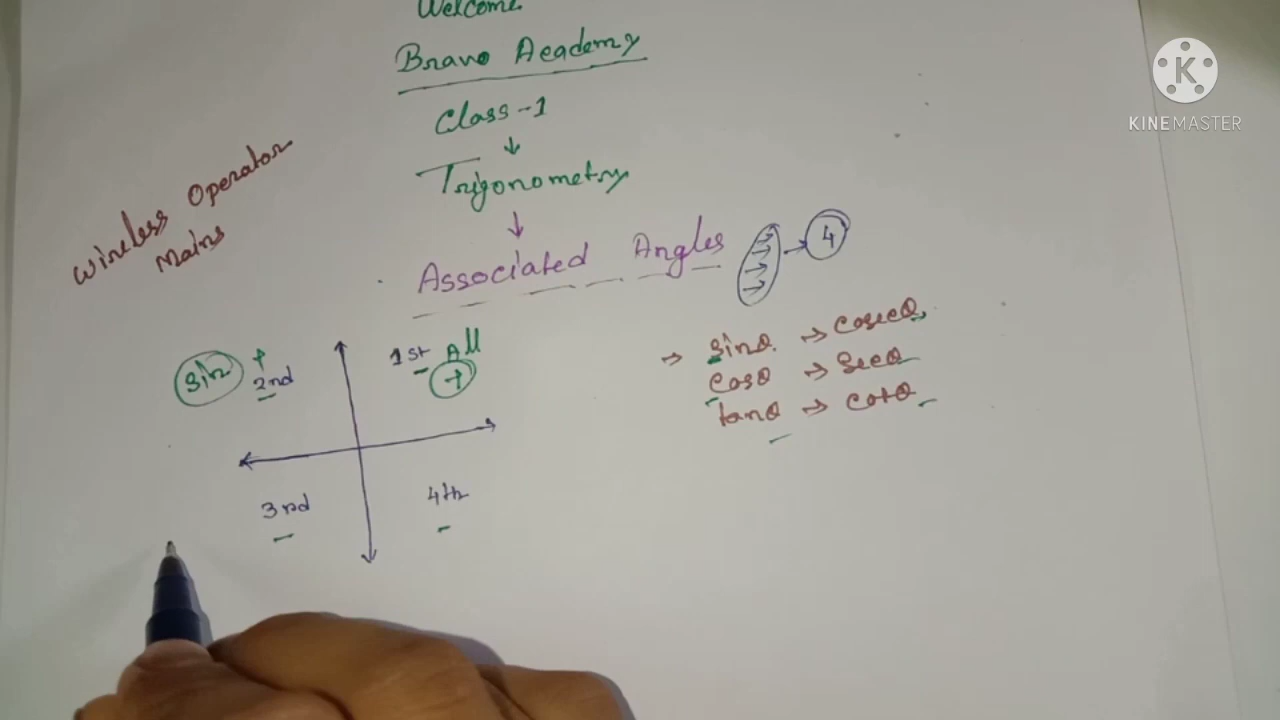 Welcome
Bravo Academy
Class-1
Trigonometry
Wireless Operator
Mains
Associated Angles
4
sinθ → cosecθ
cosθ → secθ
tanθ → cotθ
Sin + 2nd
1st All
+
3nd
4th
K
KINEMASTER